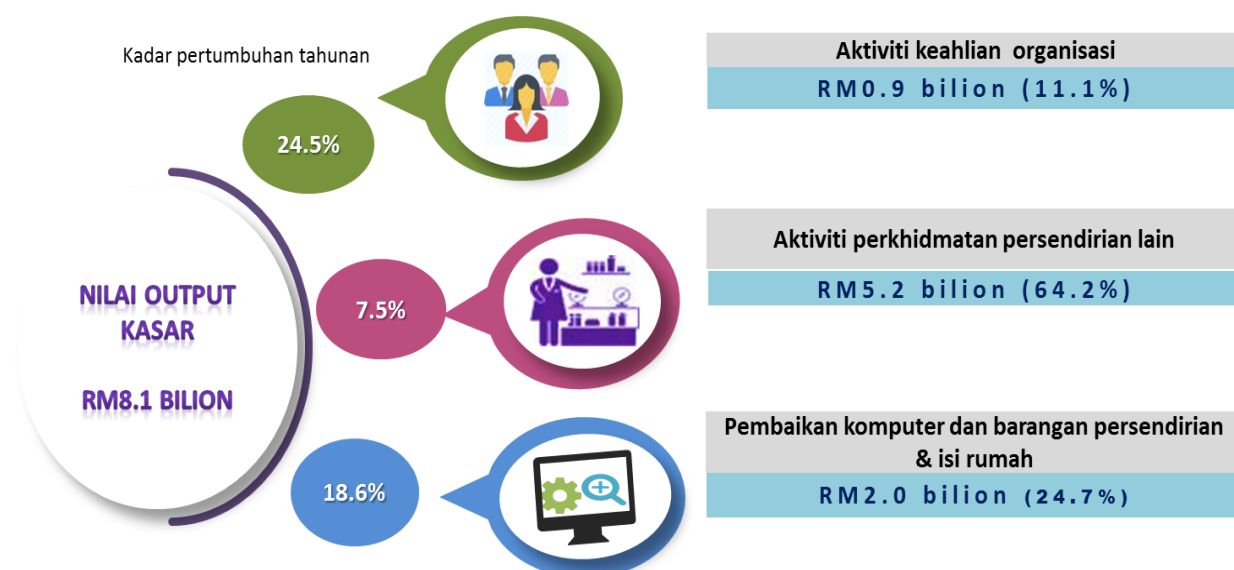 Kadar pertumbuhan tahunan
24.5%
Aktiviti keahlian organisasi
RM0.9 bilion (11.1%)
NILAI OUTPUT
KASAR
RM8.1 BILION
7.5%
Aktiviti perkhidmatan persendirian lain
RM5.2 bilion (64.2%)
18.6%
Pembaikan komputer dan barangan persendirian
& isi rumah
RM2.0 bilion (24.7%)